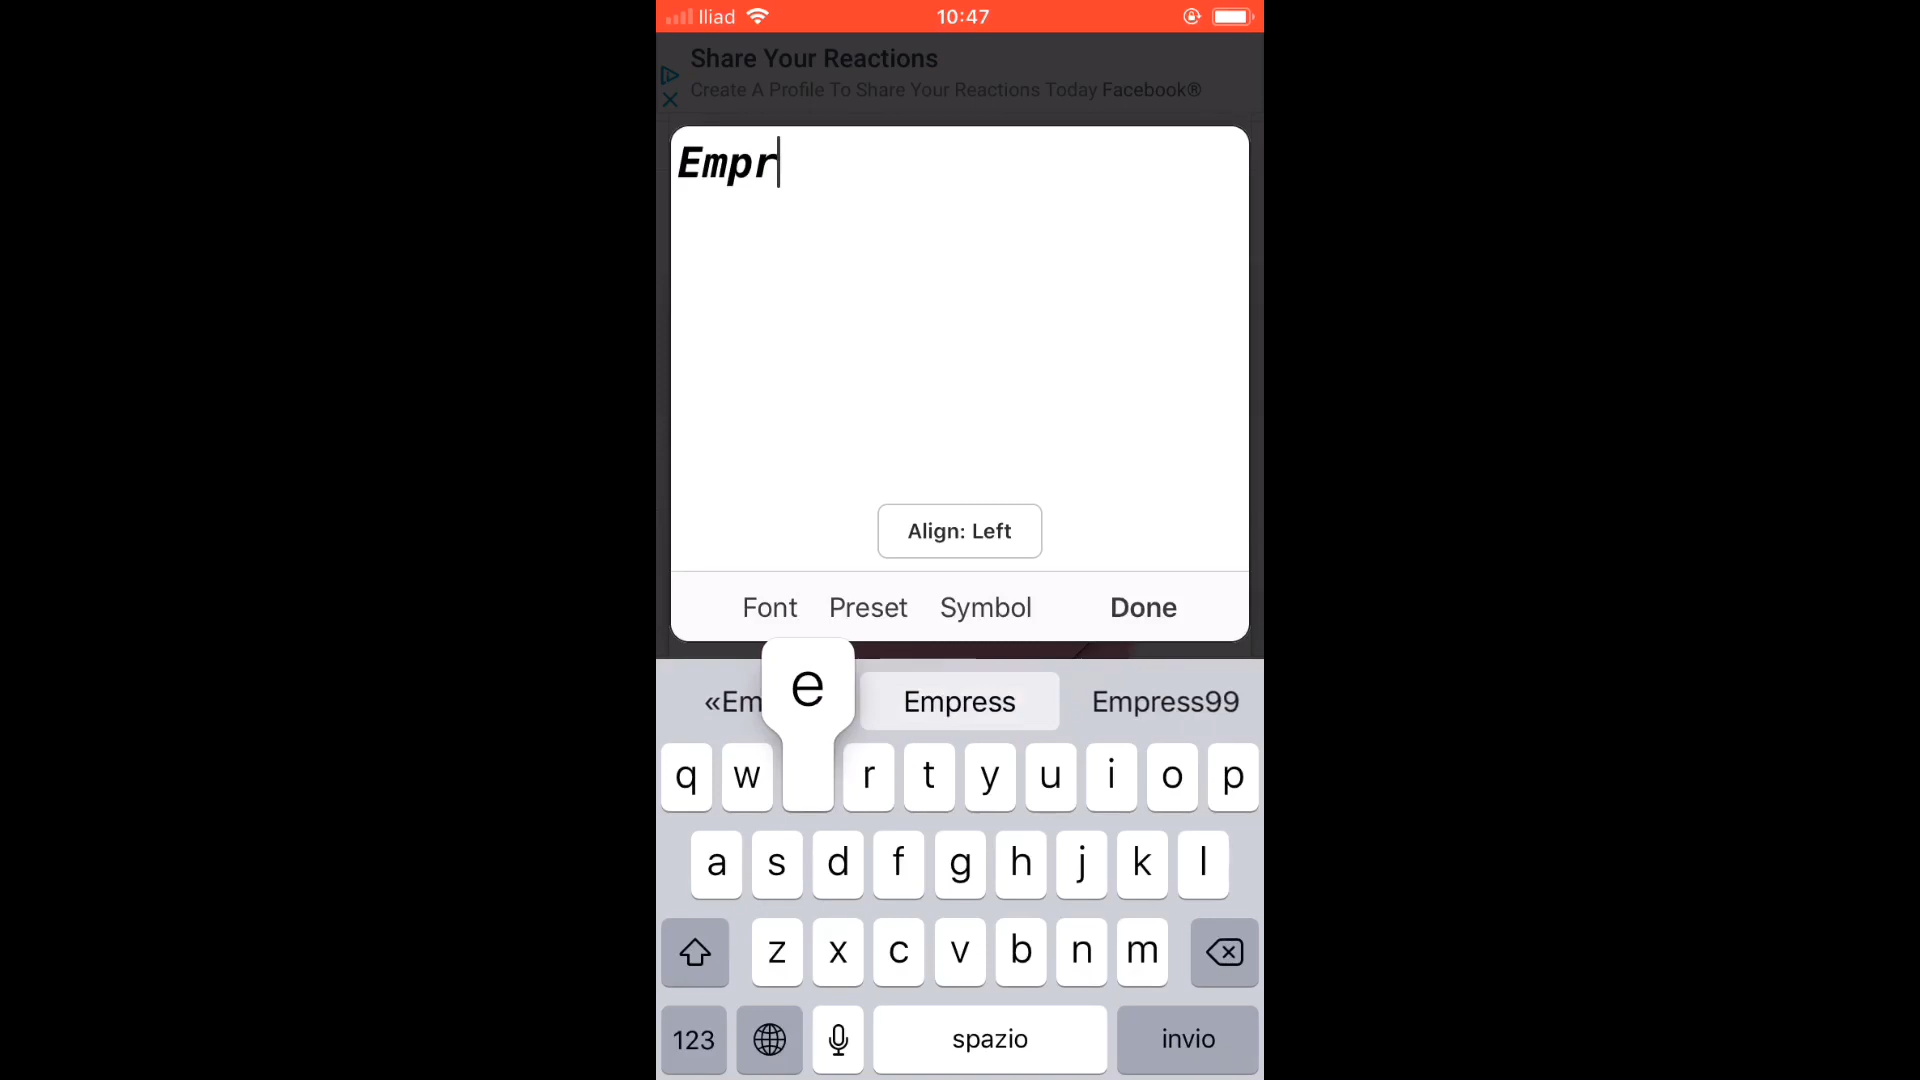 Iliad 10:47
Share Your Reactions
Create A Profile To Share Your Reactions Today Facebook®
Empr
Align: Left
Font Preset Symbol Done
e
«Em Empress Empress99
q w r t y u i o p
a s d f g h j k l
z x c v b n m
123 spazio invio